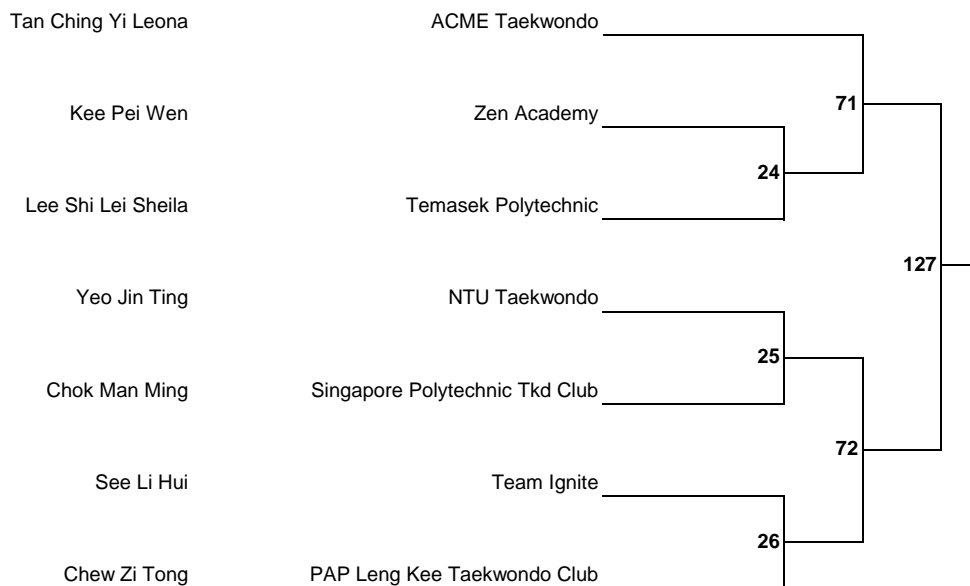 Tan Ching Yi Leona ACME Taekwondo
71
Kee Pei Wen Zen Academy
24
Lee Shi Lei Sheila Temasek Polytechnic
127
Yeo Jin Ting NTU Taekwondo
25
Chok Man Ming Singapore Polytechnic Tkd Club
72
See Li Hui Team Ignite
26
Chew Zi Tong PAP Leng Kee Taekwondo Club